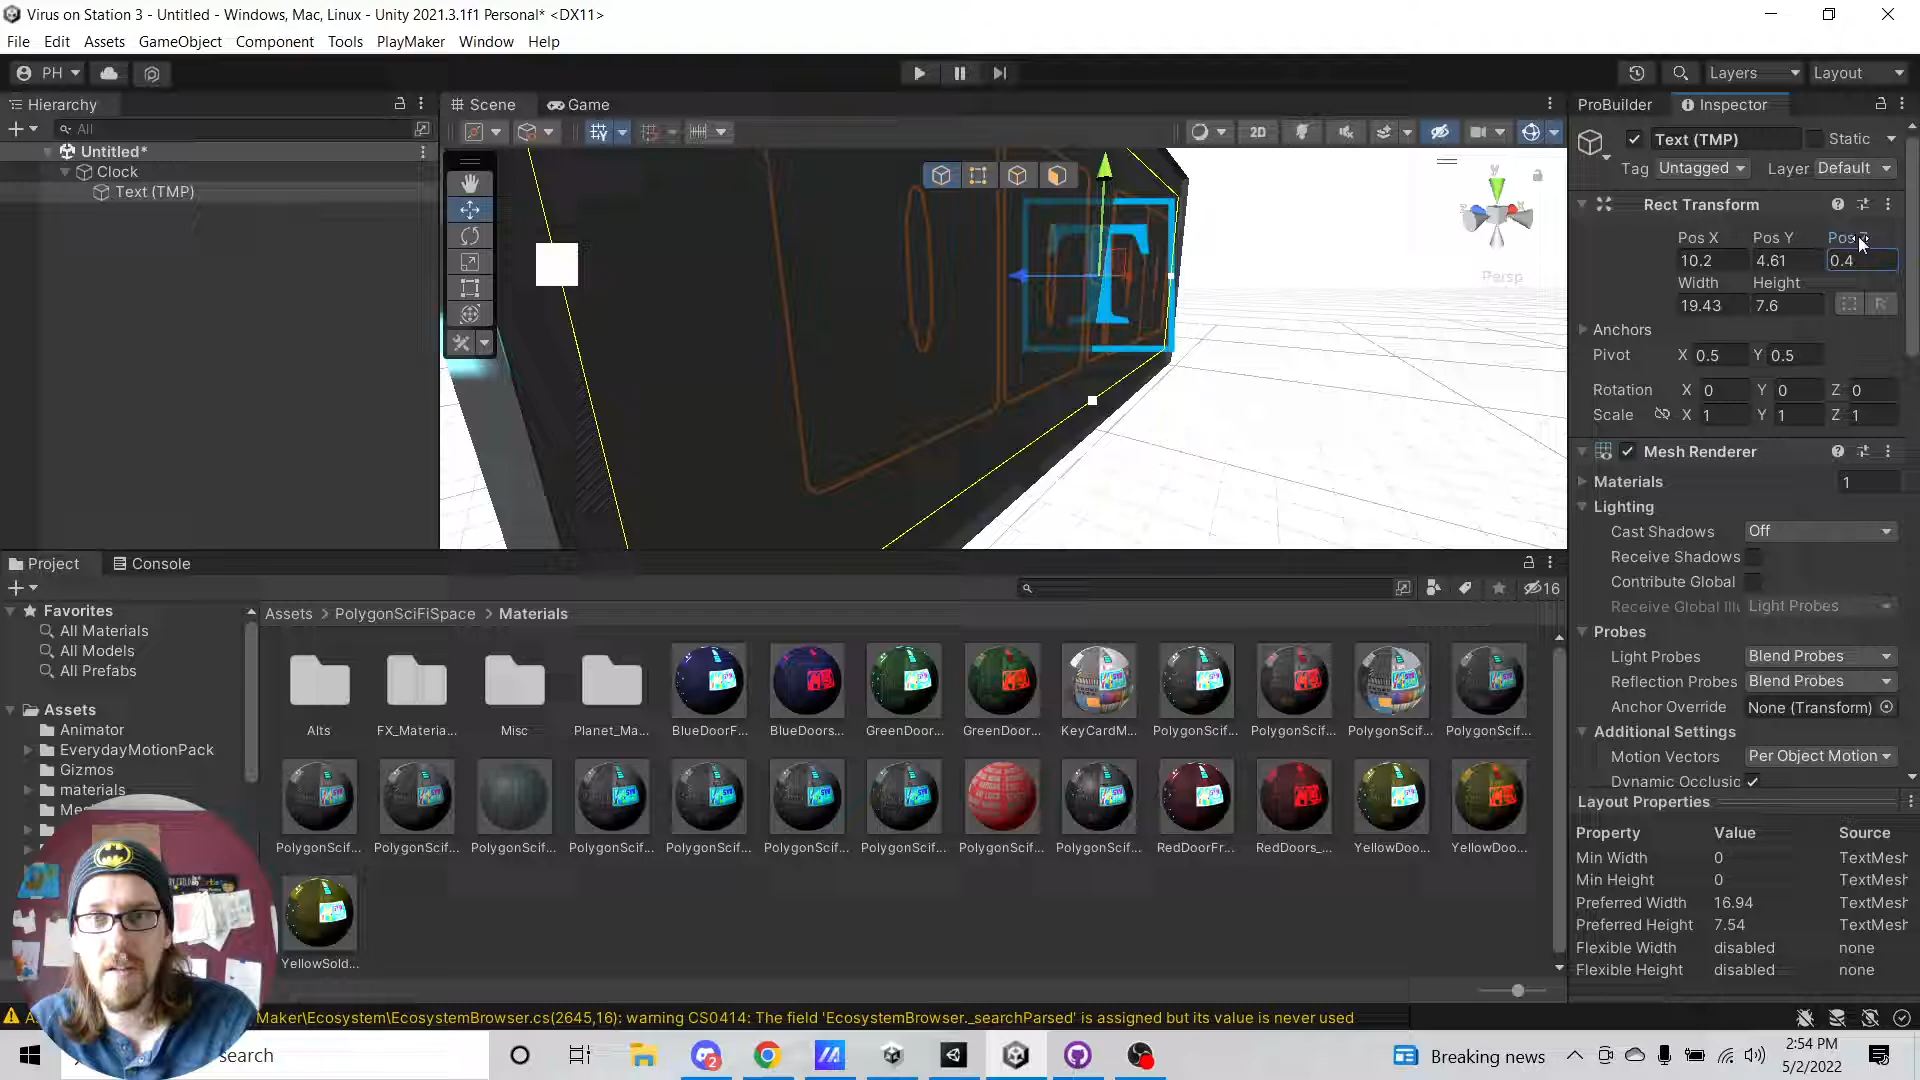 Virus on Station 3 - Untitled - Windows, Mac, Linux - Unity 2021.3.1f1 Personal* <DX11>
File Edit Assets GameObject Component Tools PlayMaker Window Help
PH Layers Layout
Hierarchy Scene Game ProBuilder Inspector
All 2D Text (TMP) Static
Untitled* Tag Untagged Layer Default
Clock
Text (TMP)
Rect Transform
Pos X Pos Y Pos
10.2 4.61 0.4
Width Height
19.43 7.6
Persp
Anchors
Pivot X 0.5 Y 0.5
Rotation X 0 Y 0 Z 0
Scale X 1 Y 1 Z 1
Mesh Renderer
Materials 1
Lighting
Cast Shadows Off
Receive Shadows
Contribute Global
Receive Global Illu Light Probes
Probes
Light Probes Blend Probes
Reflection Probes Blend Probes
Anchor Override None (Transform)
Additional Settings
Motion Vectors Per Object Motion
Dynamic Occlusic
Layout Properties
Property Value Source
Min Width 0 TextMesh
Min Height 0 TextMesh
Preferred Width 16.94 TextMesh
Preferred Height 7.54 TextMesh
Flexible Width disabled none
Flexible Height disabled none
Project Console
16
Favorites
All Materials
All Models
All Prefabs
Assets
Animator
EverydayMotionPack
Gizmos
materials
Assets > PolygonSciFiSpace > Materials
Alts FX_Materia... Misc Planet_Ma... BlueDoorF... BlueDoors... GreenDoor... GreenDoor... KeyCardM... PolygonScif... PolygonScif... PolygonScif... PolygonScif...
PolygonScif... PolygonScif... PolygonScif... PolygonScif... PolygonScif... PolygonScif... PolygonScif... PolygonScif... PolygonScif... RedDoorFr... RedDoors_... YellowDoo... YellowDoo...
YellowSold...
Maker\Ecosystem\EcosystemBrowser.cs(2645,16): warning CS0414: The field 'EcosystemBrowser._searchParsed' is assigned but its value is never used
search
Breaking news
2:54 PM
5/2/2022